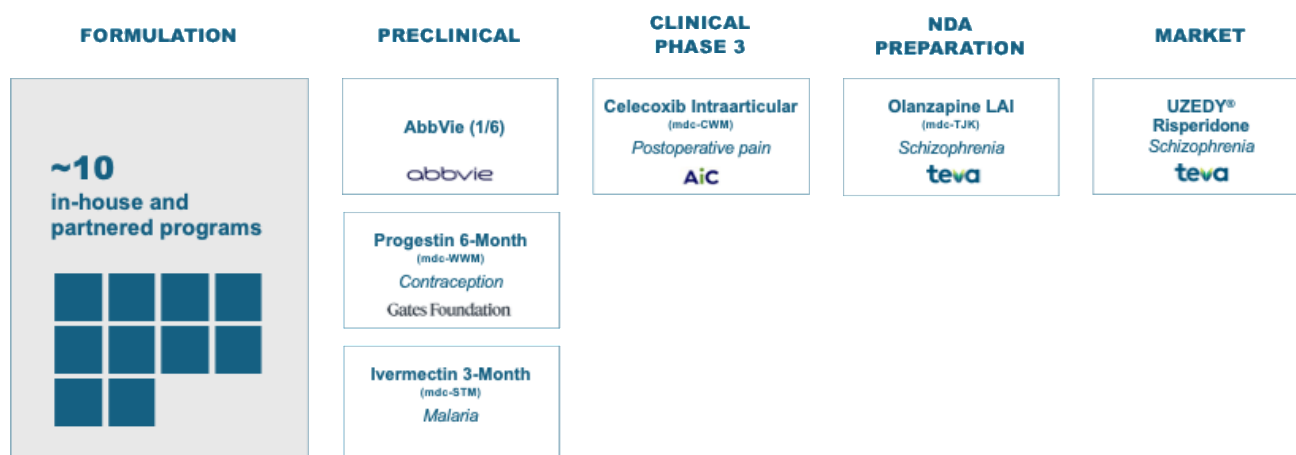 FORMULATION
PRECLINICAL
CLINICAL
PHASE 3
NDA
PREPARATION
MARKET
~10
in-house and
partnered programs
AbbVie (1/6)
abbvie
Progestin 6-Month
(mdc-WWM)
Contraception
Gates Foundation
Ivermectin 3-Month
(mdc-STM)
Malaria
Celecoxib Intraarticular
(mdc-CWM)
Postoperative pain
AiC
Olanzapine LAI
(mdc-TJK)
Schizophrenia
teva
UZEDY®
Risperidone
Schizophrenia
teva